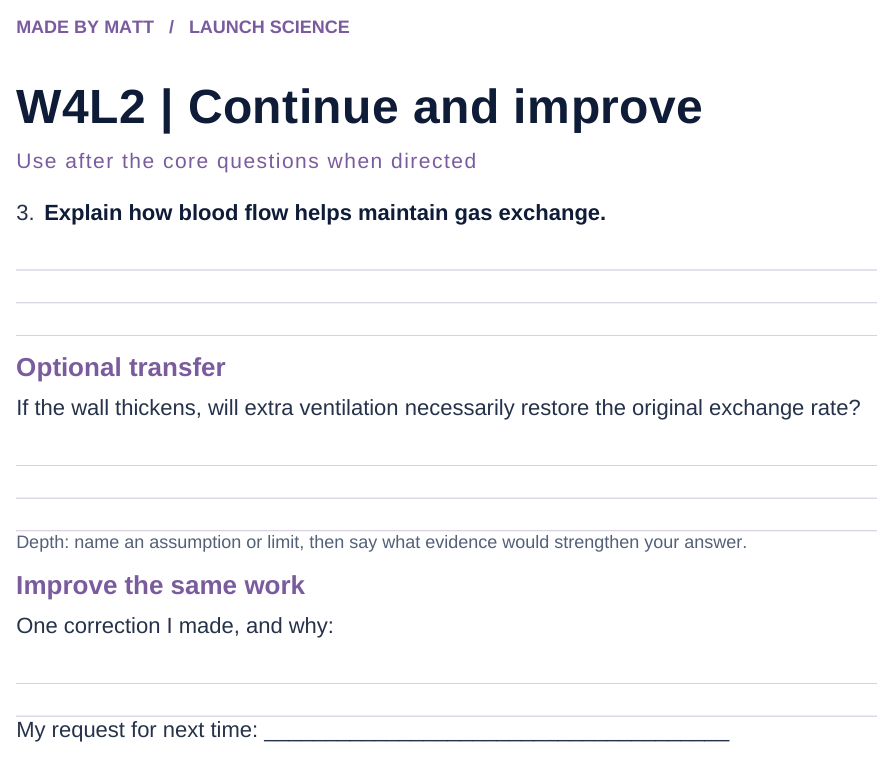 MADE BY MATT / LAUNCH SCIENCE
W4L2 | Continue and improve
Use after the core questions when directed
3. Explain how blood flow helps maintain gas exchange.
Optional transfer
If the wall thickens, will extra ventilation necessarily restore the original exchange rate?
Depth: name an assumption or limit, then say what evidence would strengthen your answer.
Improve the same work
One correction I made, and why:
My request for next time: ______________________________________